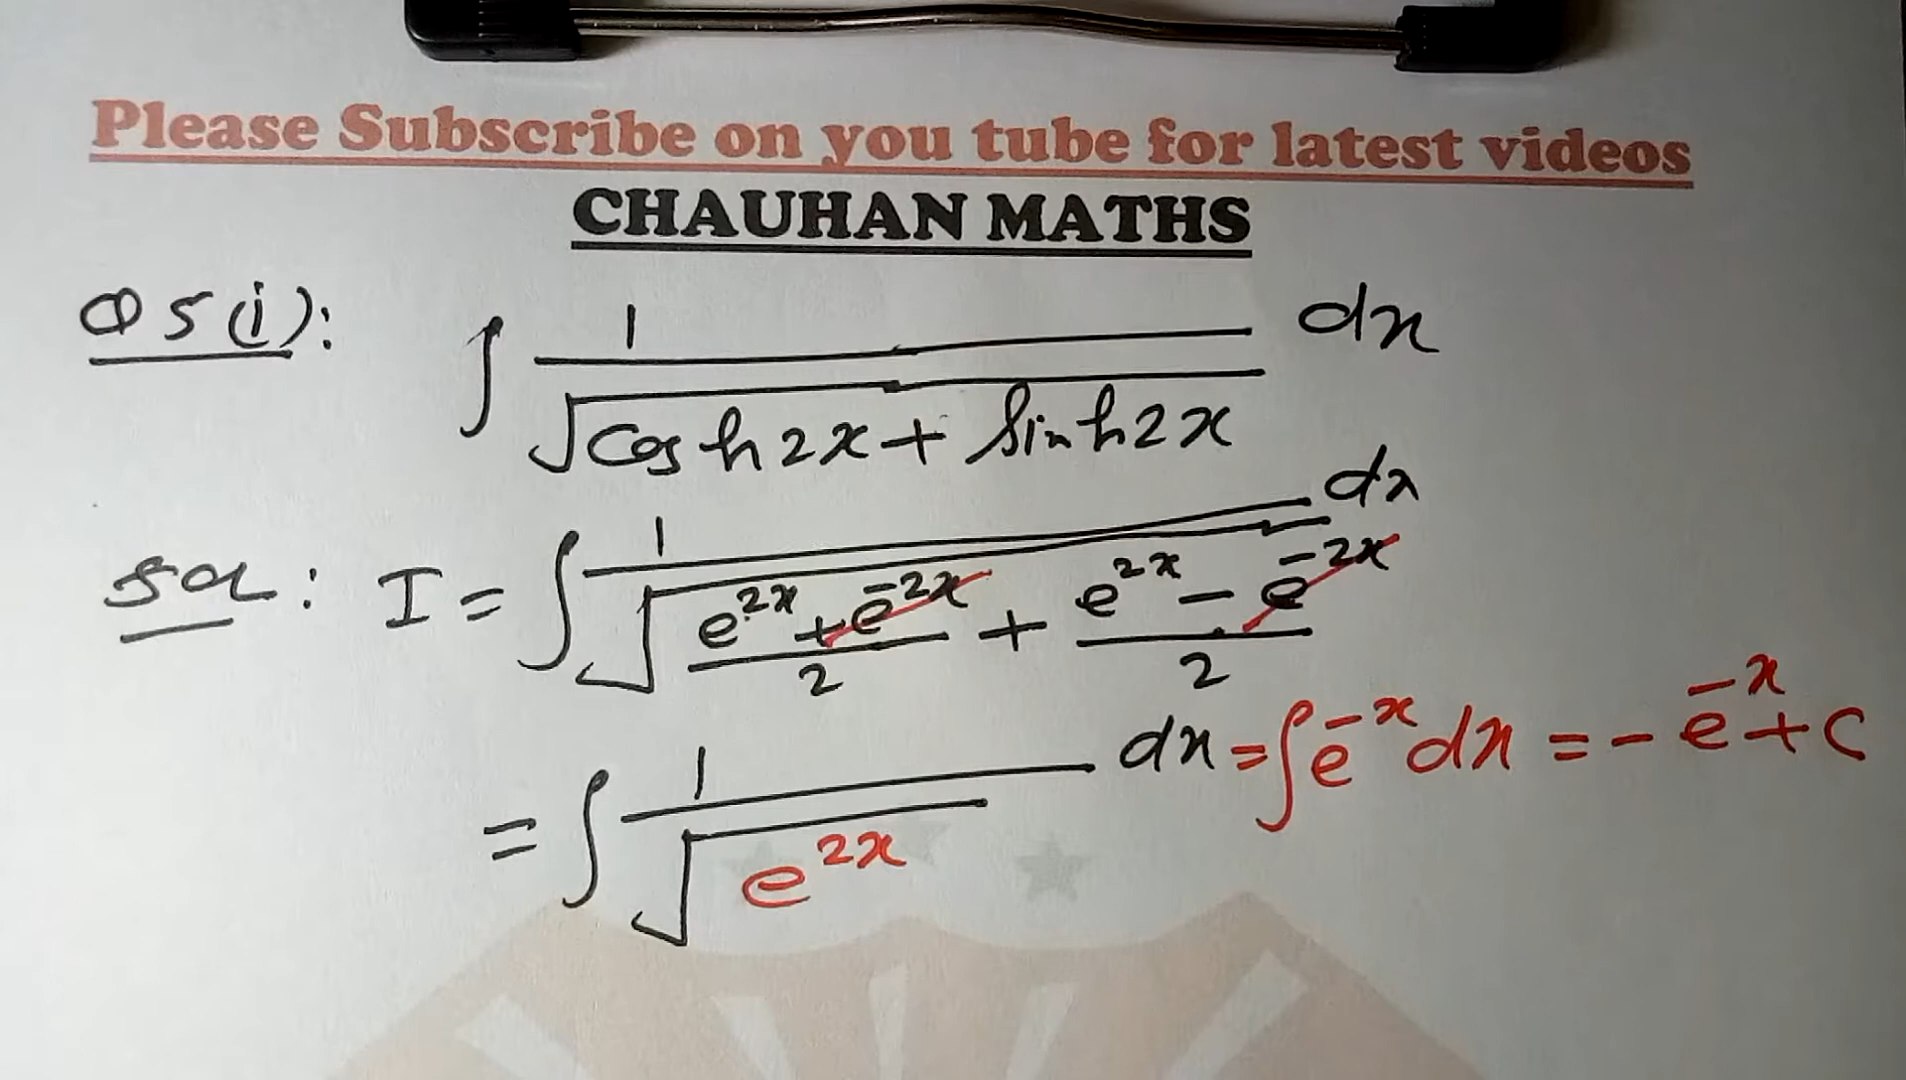 Please Subscribe on you tube for latest videos
CHAUHAN MATHS
Q5(i): ∫ 1/√(cosh2x + sinh2x) dx
Sol: I = ∫ 1/√((e^2x + e^-2x)/2 + (e^2x - e^-2x)/2) dx
= ∫ 1/√(e^2x) dx = ∫e^-x dx = -e^-x + c